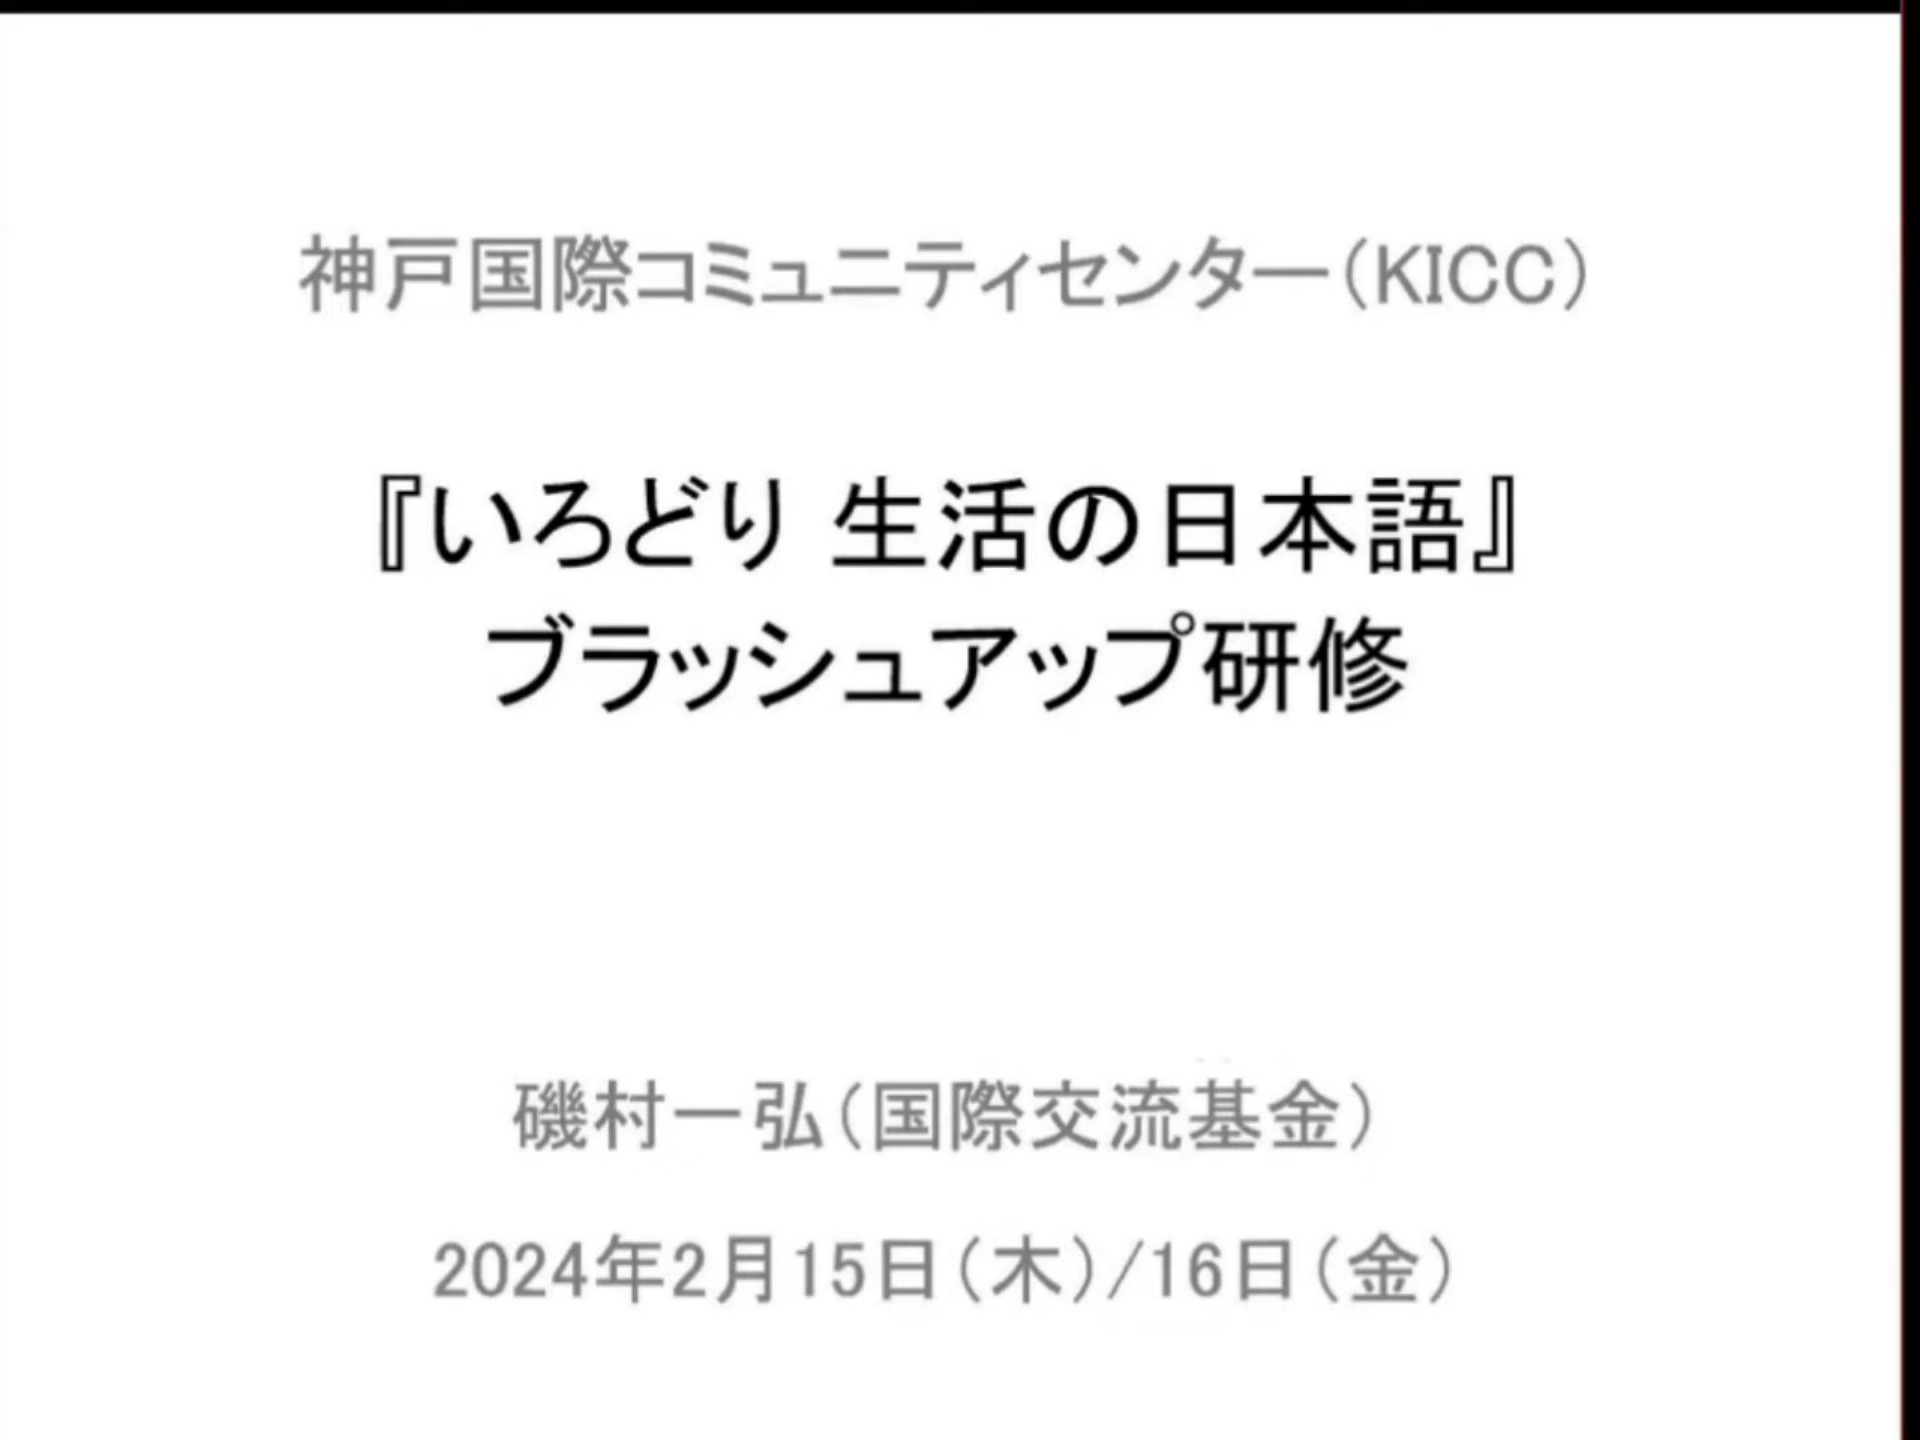 神戸国際コミュニティセンター（KICC）
『いろどり 生活の日本語』
ブラッシュアップ研修
磯村一弘（国際交流基金）
2024年2月15日（木）/16日（金）